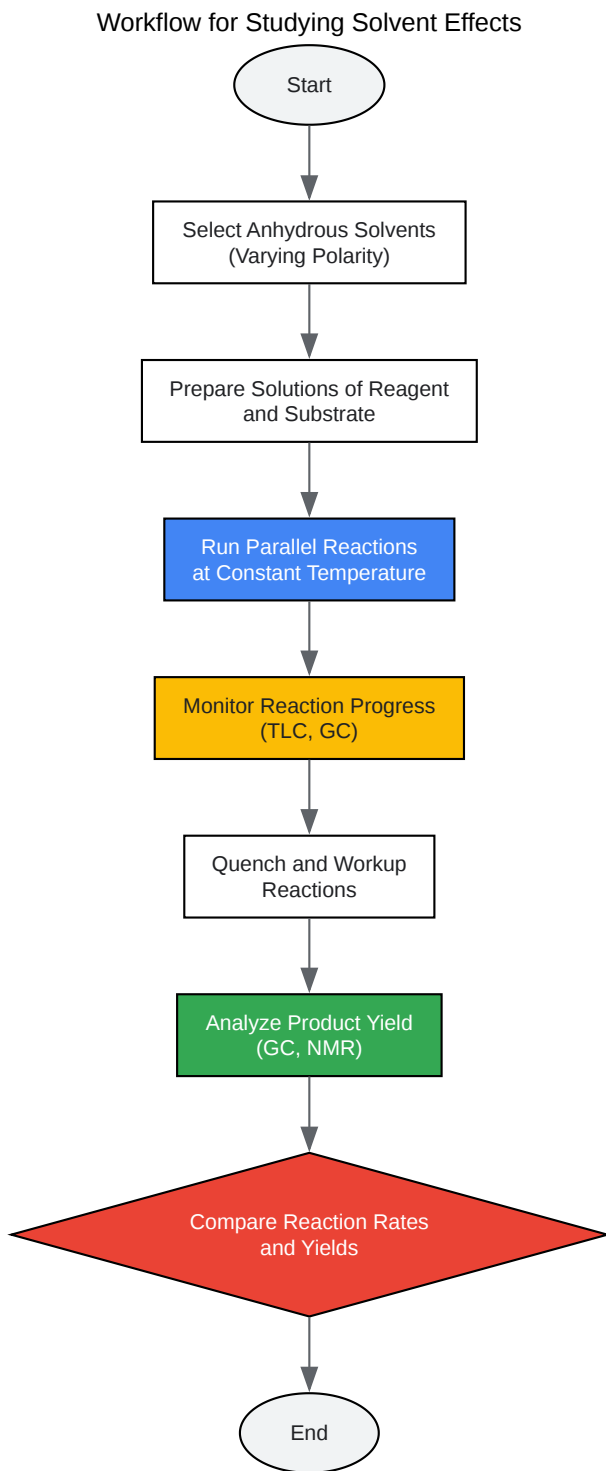 Workflow for Studying Solvent Effects
Start
Select Anhydrous Solvents
(Varying Polarity)
Prepare Solutions of Reagent
and Substrate
Run Parallel Reactions
at Constant Temperature
Monitor Reaction Progress
(TLC, GC)
Quench and Workup
Reactions
Analyze Product Yield
(GC, NMR)
Compare Reaction Rates
and Yields
End